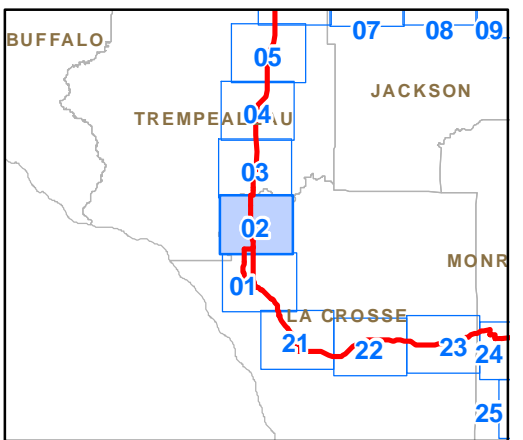 07 08 09
BUFFALO
05
JACKSON
04
TREMPEALEAU
03
02
MONR
01
LA CROSSE
21 22 23 24
25